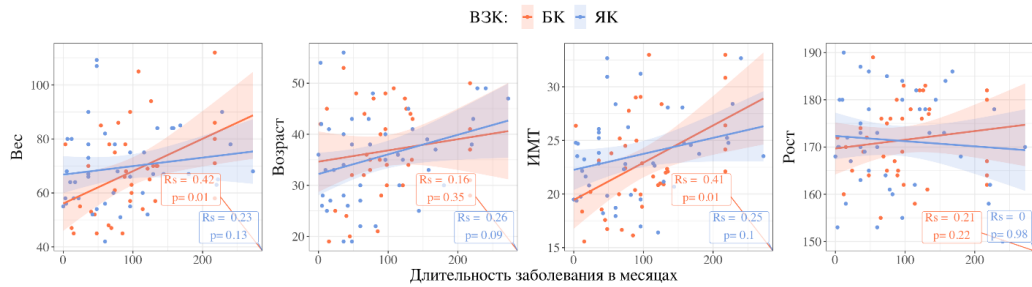 ВЗК: БК ЯК
Вес
100
80
60
40
0 100 200
Rs = 0.42
p= 0.01
Rs = 0.23
p= 0.13
Возраст
50
40
30
20
0 100 200
Rs = 0.16
p= 0.35
Rs = 0.26
p= 0.09
ИМТ
30
25
20
15
0 100 200
Rs = 0.41
p= 0.01
Rs = 0.25
p= 0.1
Рост
190
180
170
160
150
0 100 200
Rs = 0.21
p= 0.22
Rs = 0
p= 0.98
Длительность заболевания в месяцах